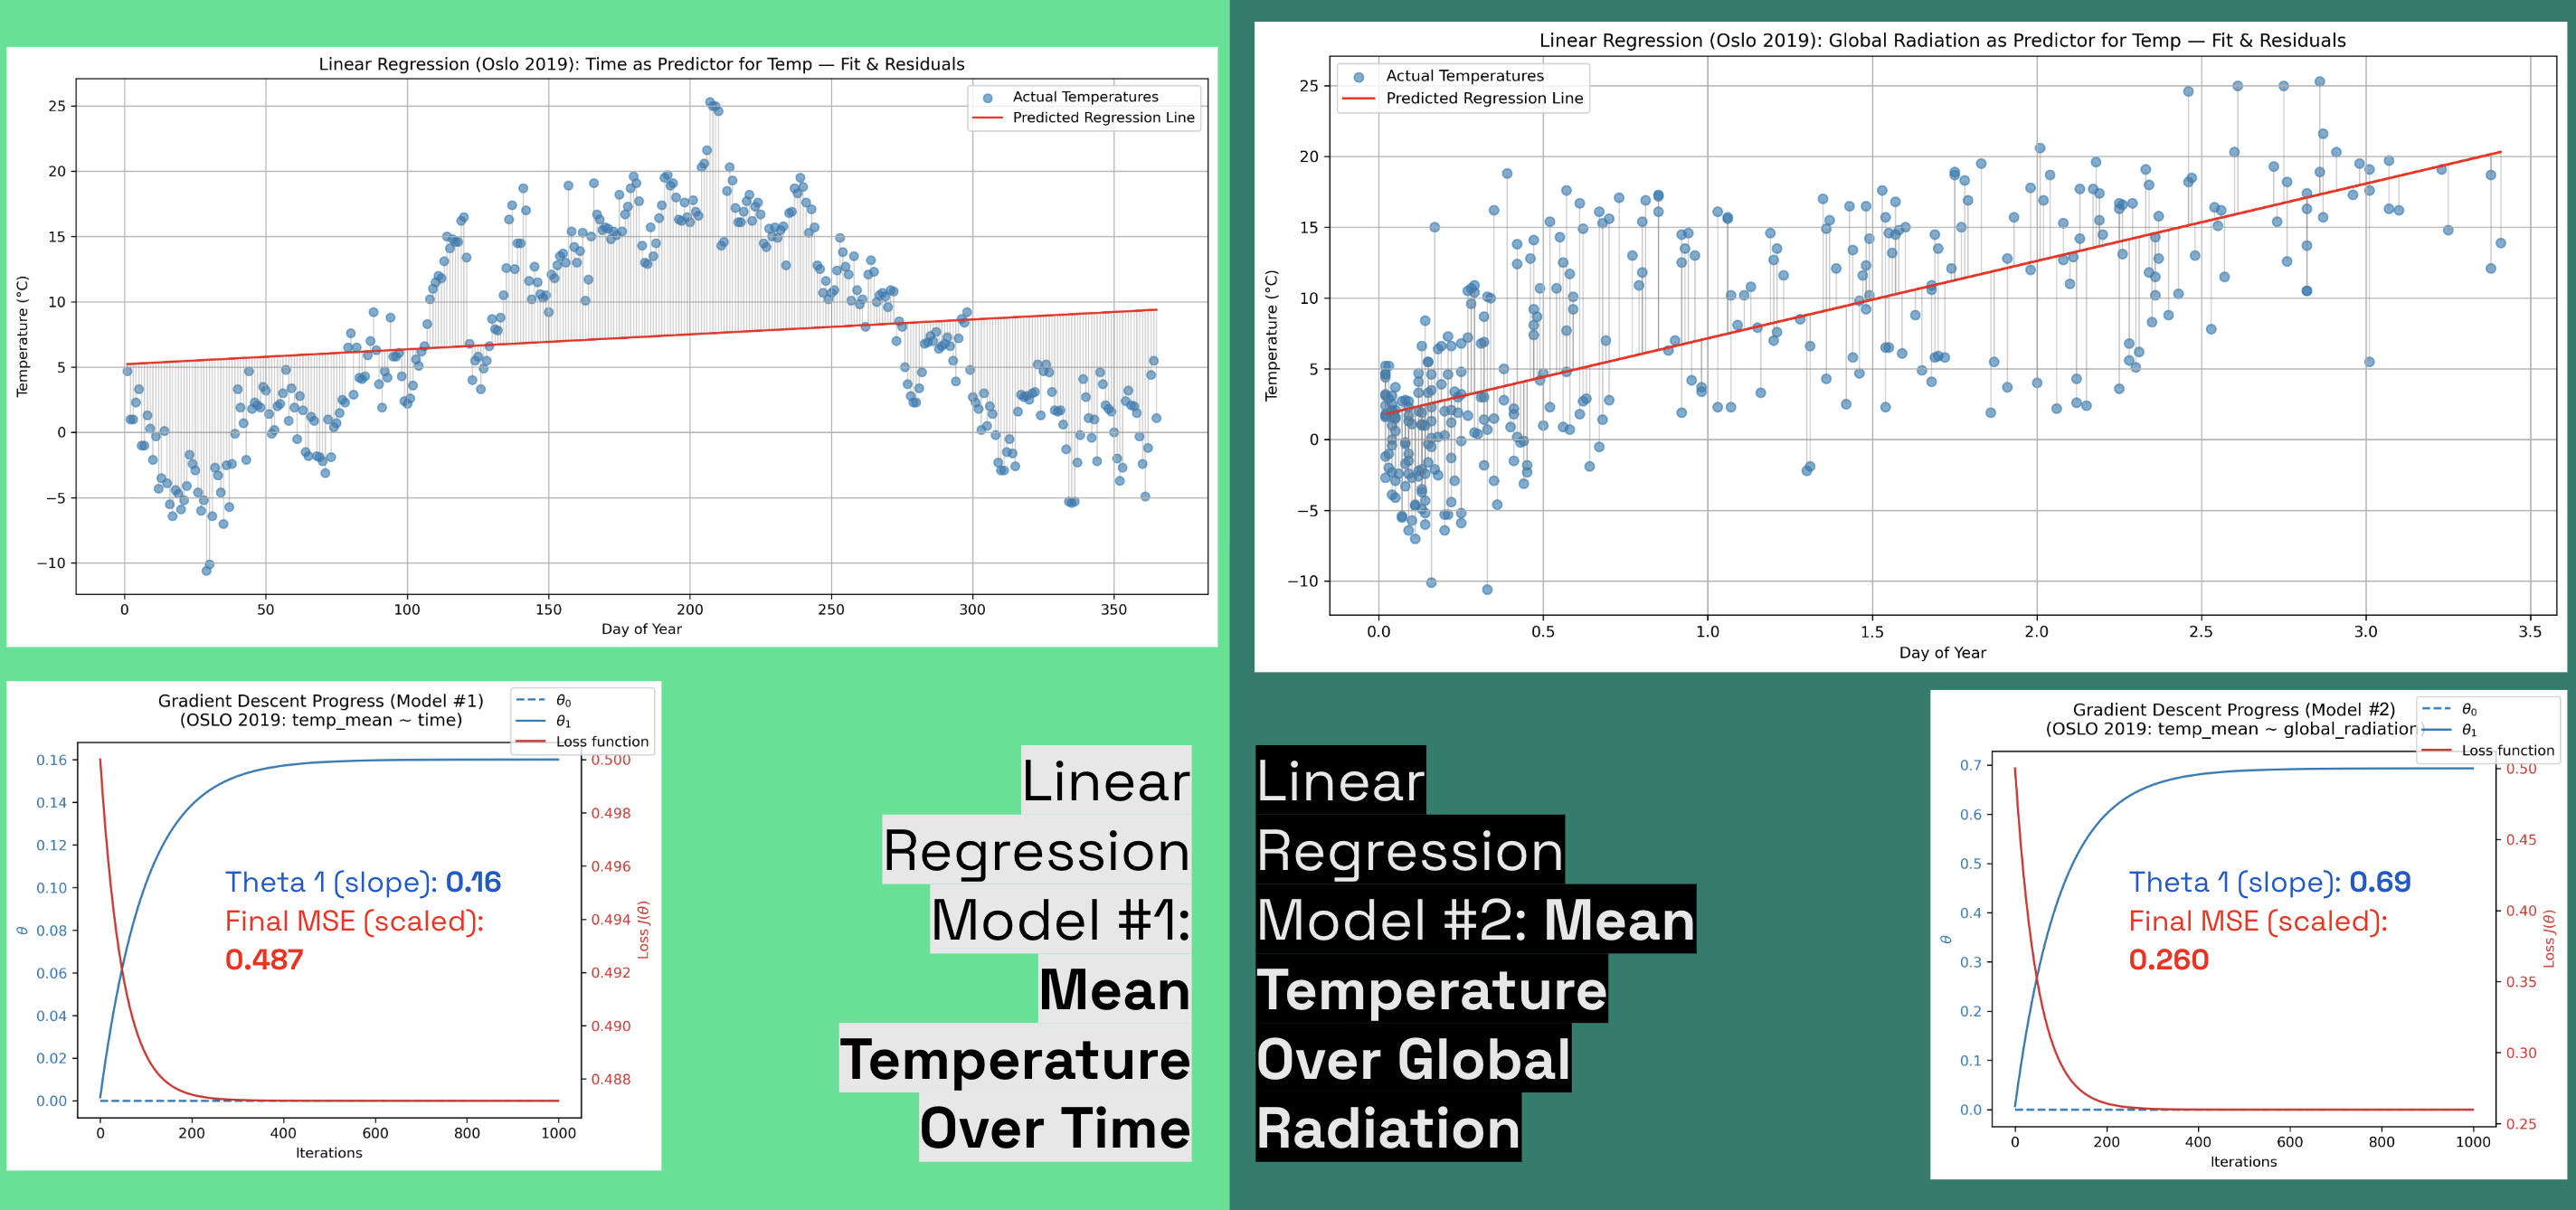 Linear Regression (Oslo 2019): Time as Predictor for Temp — Fit & Residuals
Actual Temperatures
Predicted Regression Line
Temperature (°C)
25
20
15
10
5
0
−5
−10
0 50 100 150 200 250 300 350
Day of Year
Linear Regression (Oslo 2019): Global Radiation as Predictor for Temp — Fit & Residuals
Actual Temperatures
Predicted Regression Line
Temperature (°C)
25
20
15
10
5
0
−5
−10
0.0 0.5 1.0 1.5 2.0 2.5 3.0 3.5
Day of Year
Gradient Descent Progress (Model #1)
(OSLO 2019: temp_mean ~ time)
θ0
θ1
Loss function
θ
0.16
0.14
0.12
0.10
0.08
0.06
0.04
0.02
0.00
0.500
0.498
0.496
0.494
0.492
0.490
0.488
Loss J(θ)
Theta 1 (slope): 0.16
Final MSE (scaled):
0.487
0 200 400 600 800 1000
Iterations
Linear
Regression
Model #1:
Mean
Temperature
Over Time
Linear
Regression
Model #2: Mean
Temperature
Over Global
Radiation
Gradient Descent Progress (Model #2)
(OSLO 2019: temp_mean ~ global_radiation)
θ0
θ1
Loss function
θ
0.7
0.6
0.5
0.4
0.3
0.2
0.1
0.0
0.50
0.45
0.40
0.35
0.30
0.25
Loss J(θ)
Theta 1 (slope): 0.69
Final MSE (scaled):
0.260
0 200 400 600 800 1000
Iterations